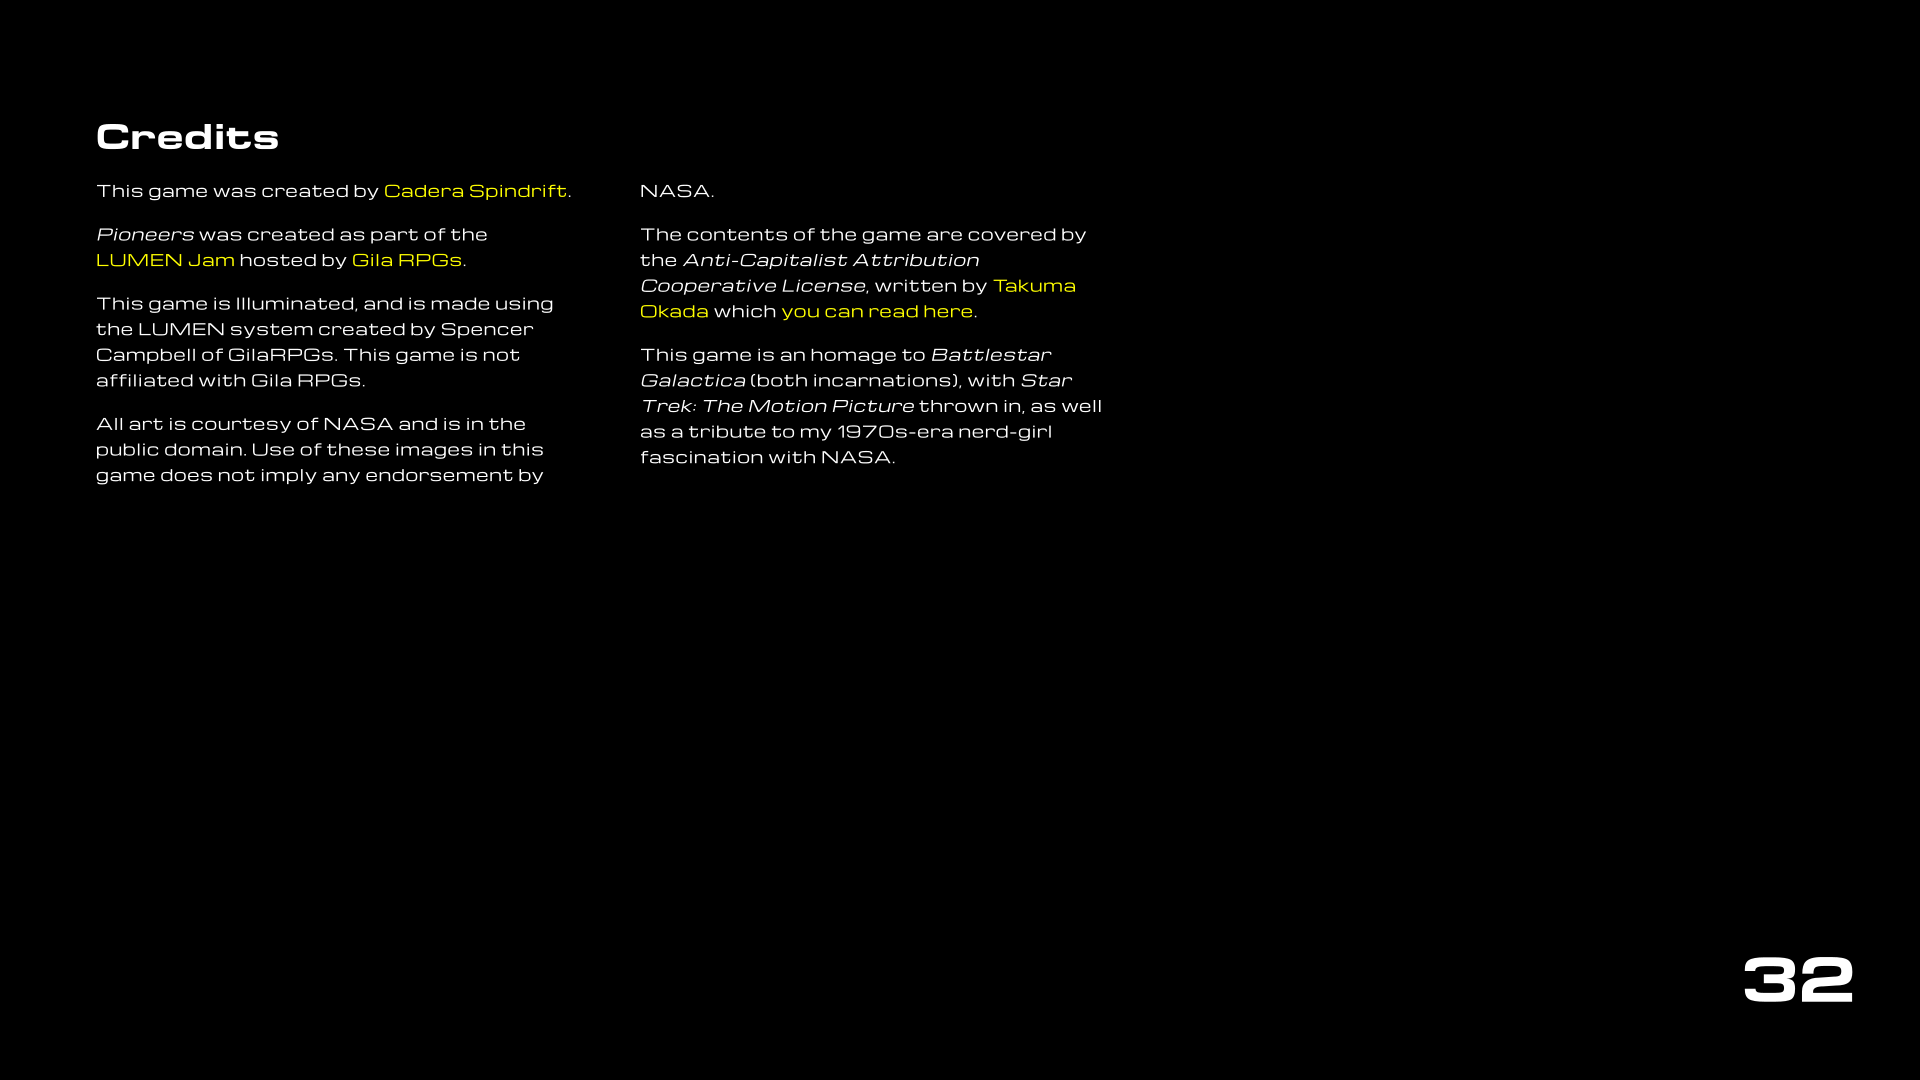 Credits
This game was created by Cadera Spindrift.
Pioneers was created as part of the
LUMEN Jam hosted by Gila RPGs.
This game is Illuminated, and is made using
the LUMEN system created by Spencer
Campbell of GilaRPGs. This game is not
affiliated with Gila RPGs.
All art is courtesy of NASA and is in the
public domain. Use of these images in this
game does not imply any endorsement by
NASA.
The contents of the game are covered by
the Anti-Capitalist Attribution
Cooperative License, written by Takuma
Okada which you can read here.
This game is an homage to Battlestar
Galactica (both incarnations), with Star
Trek: The Motion Picture thrown in, as well
as a tribute to my 1970s-era nerd-girl
fascination with NASA.
32